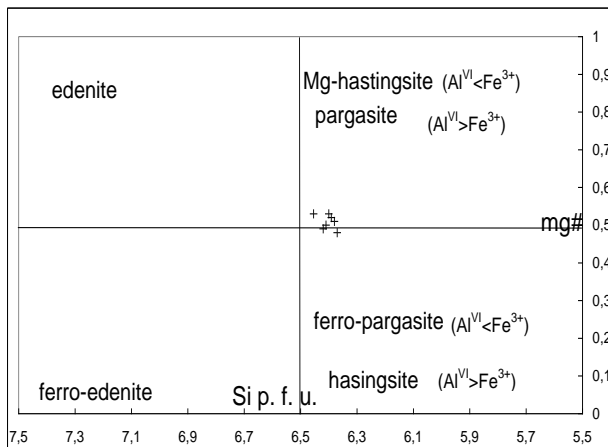 1
edenite
Mg-hastingsite (Al^VI<Fe^3+)
0,9
pargasite (Al^VI>Fe^3+)
0,8
0,7
0,6
mg#
0,5
0,4
0,3
ferro-pargasite (Al^VI<Fe^3+)
0,2
hasingsite (Al^VI>Fe^3+)
0,1
ferro-edenite
Si p. f. u.
0
7,5 7,3 7,1 6,9 6,7 6,5 6,3 6,1 5,9 5,7 5,5